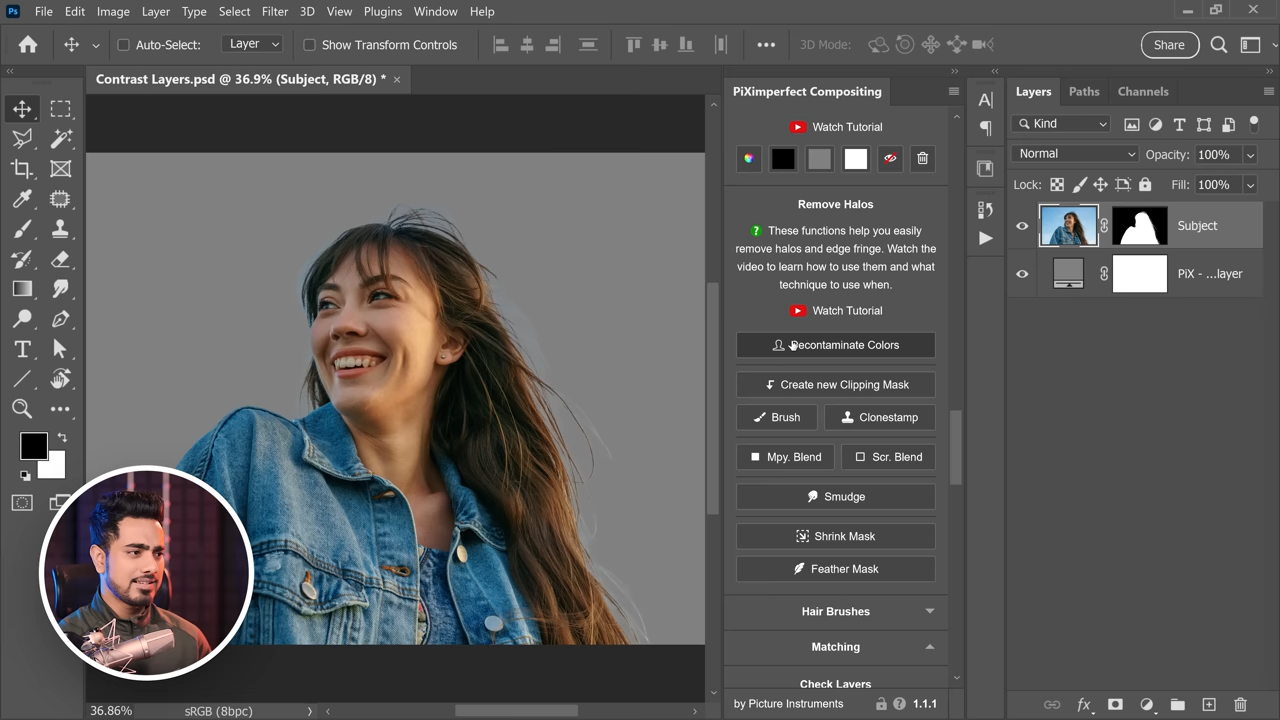 Ps File Edit Image Layer Type Select Filter 3D View Plugins Window Help
Auto-Select: Layer Show Transform Controls 3D Mode: Share
Contrast Layers.psd @ 36.9% (Subject, RGB/8) *
PiXimperfect Compositing
Watch Tutorial
Remove Halos
These functions help you easily
remove halos and edge fringe. Watch the
video to learn how to use them and what
technique to use when.
Watch Tutorial
Decontaminate Colors
Create new Clipping Mask
Brush Clonestamp
Mpy. Blend Scr. Blend
Smudge
Shrink Mask
Feather Mask
Hair Brushes
Matching
Check Layers
by Picture Instruments 1.1.1
Layers Paths Channels
Kind
Normal Opacity: 100%
Lock: Fill: 100%
Subject
PiX - ...layer
36.86% sRGB (8bpc)